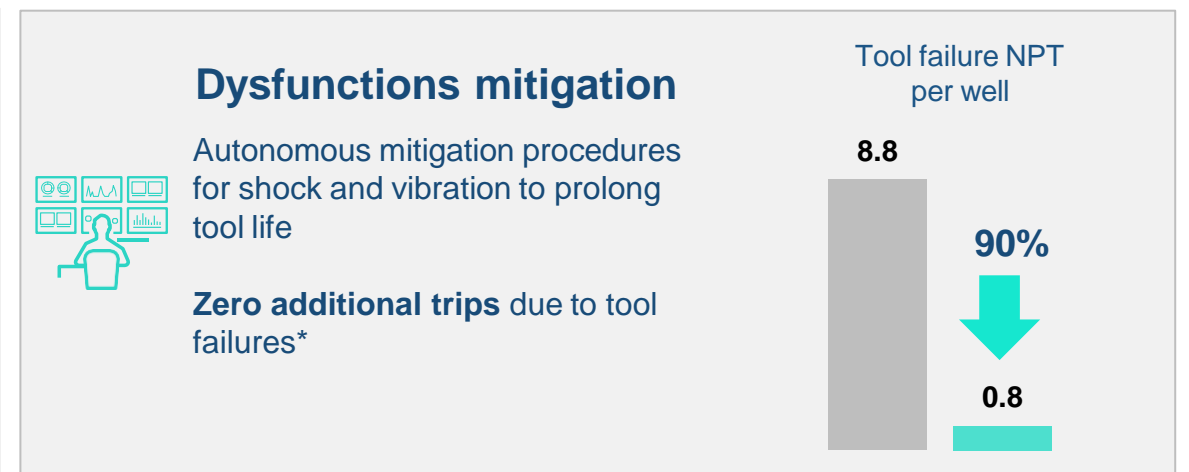 Dysfunctions mitigation
Autonomous mitigation procedures
for shock and vibration to prolong
tool life
Zero additional trips due to tool
failures*
Tool failure NPT
per well
8.8
90%
0.8